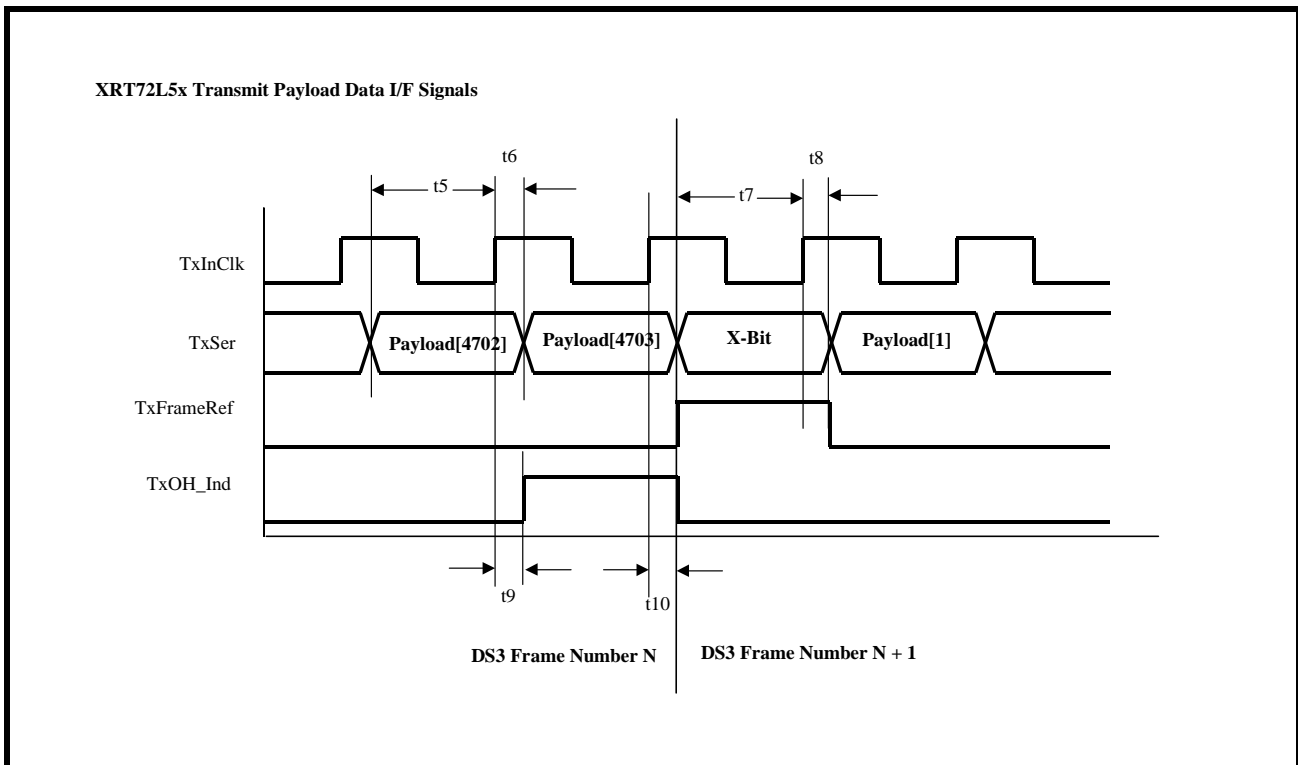 XRT72L5x Transmit Payload Data I/F Signals
t6
t8
t5
t7
TxInClk
TxSer
Payload[4702]
Payload[4703]
X-Bit
Payload[1]
TxFrameRef
TxOH_Ind
t9
t10
DS3 Frame Number N
DS3 Frame Number N + 1